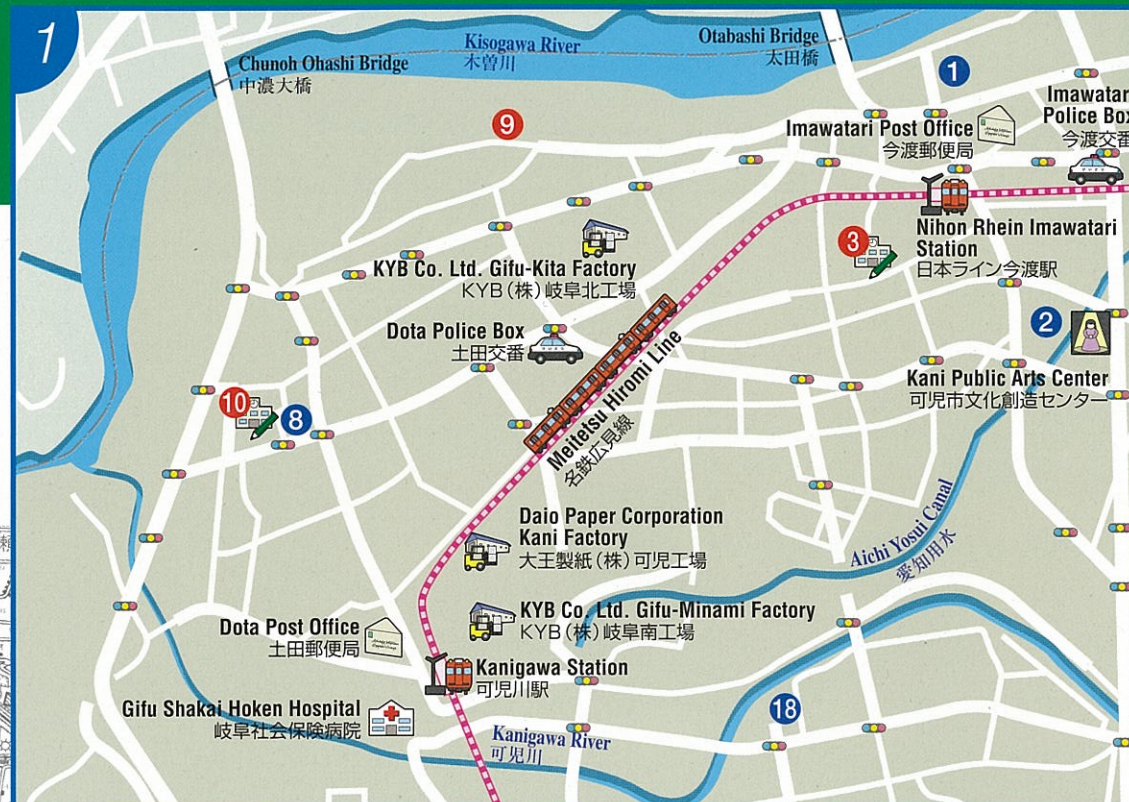 1
Kisogawa River
木曽川
Otabashi Bridge
太田橋
Chunoh Ohashi Bridge
中濃大橋
1
Imawatari Post Office
今渡郵便局
Imawatar
Police Box
今渡交番
9
Nihon Rhein Imawatari
Station
日本ライン今渡駅
3
KYB Co. Ltd. Gifu-Kita Factory
KYB(株)岐阜北工場
Dota Police Box
土田交番
2
Kani Public Arts Center
可児市文化創造センター
Meitetsu Hiromi Line
名鉄広見線
10
8
Daio Paper Corporation
Kani Factory
大王製紙(株)可児工場
Aichi Yosui Canal
愛知用水
KYB Co. Ltd. Gifu-Minami Factory
KYB(株)岐阜南工場
Dota Post Office
土田郵便局
Kanigawa Station
可児川駅
Gifu Shakai Hoken Hospital
岐阜社会保険病院
18
Kanigawa River
可児川